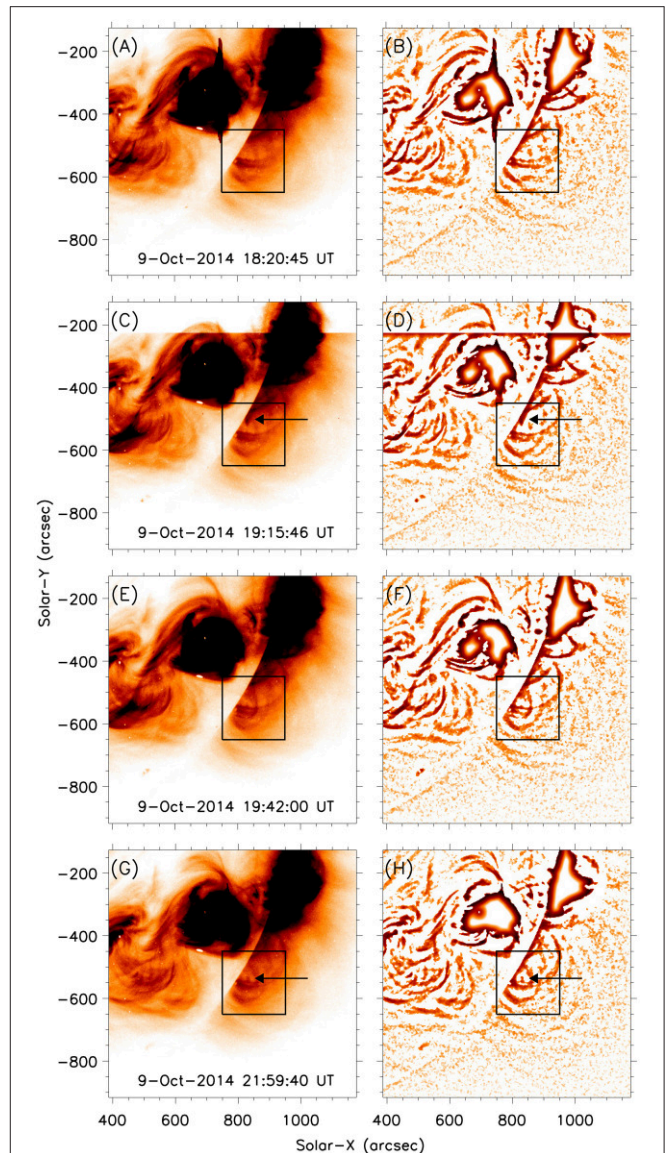 (A)
(B)
-200
-400
-600
-800
9-Oct-2014 18:20:45 UT
(C)
(D)
-200
-400
-600
-800
9-Oct-2014 19:15:46 UT
Solar-Y (arcsec)
(E)
(F)
-200
-400
-600
-800
9-Oct-2014 19:42:00 UT
(G)
(H)
-200
-400
-600
-800
9-Oct-2014 21:59:40 UT
400 600 800 1000 400 600 800 1000
Solar-X (arcsec)